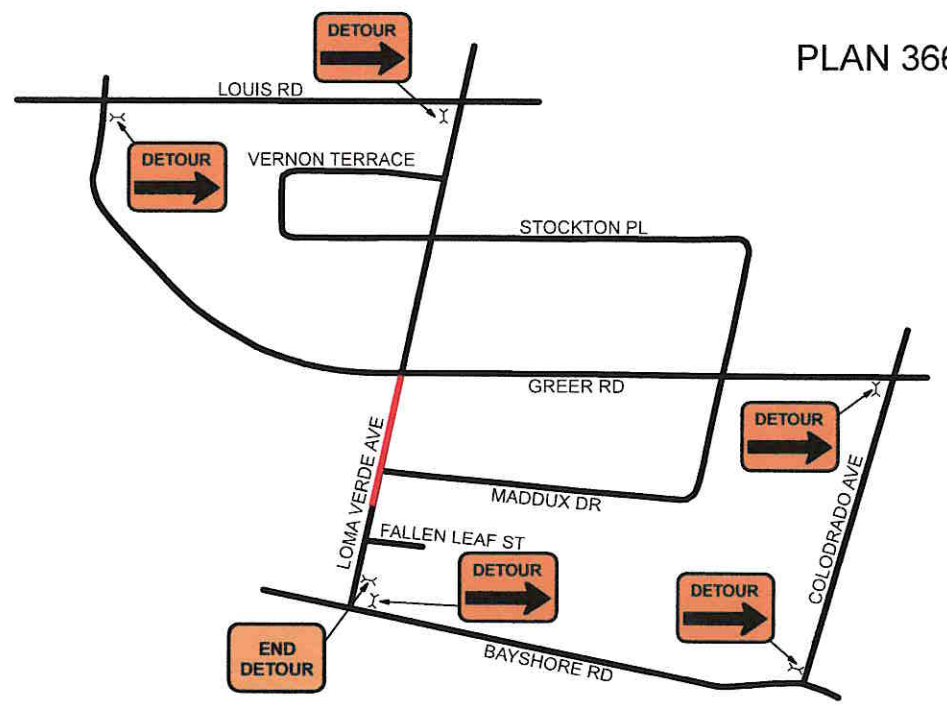 DETOUR
PLAN 366
LOUIS RD
DETOUR
VERNON TERRACE
STOCKTON PL
GREER RD
DETOUR
LOMA VERDE AVE
MADDUX DR
COLODRADO AVE
FALLEN LEAF ST
DETOUR
DETOUR
END
DETOUR
BAYSHORE RD